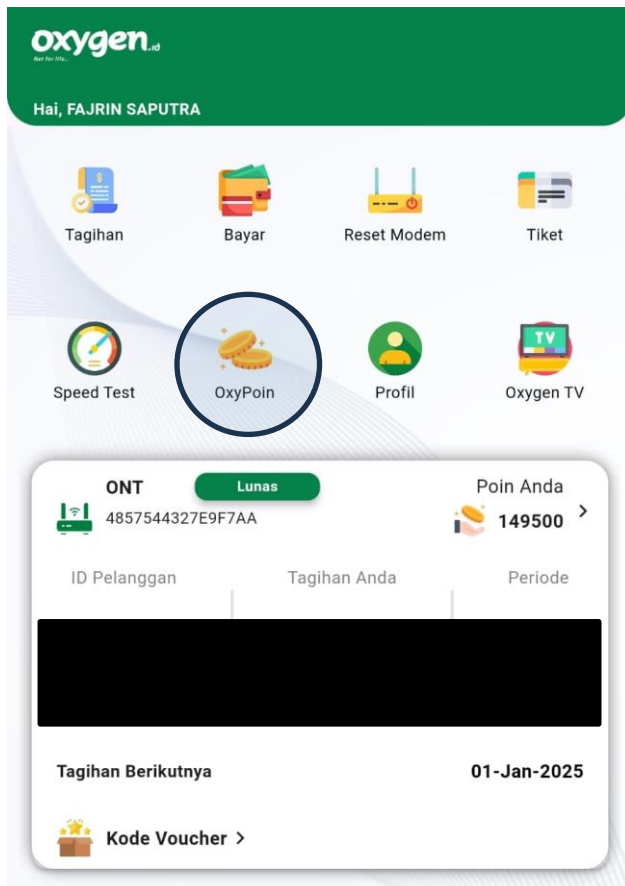 oxygen.id
Net for life.
Hai, FAJRIN SAPUTRA
Tagihan Bayar Reset Modem Tiket
TV
Speed Test OxyPoin Profil Oxygen TV
ONT Lunas Poin Anda
4857544327E9F7AA 149500 >
ID Pelanggan Tagihan Anda Periode
Tagihan Berikutnya 01-Jan-2025
Kode Voucher >